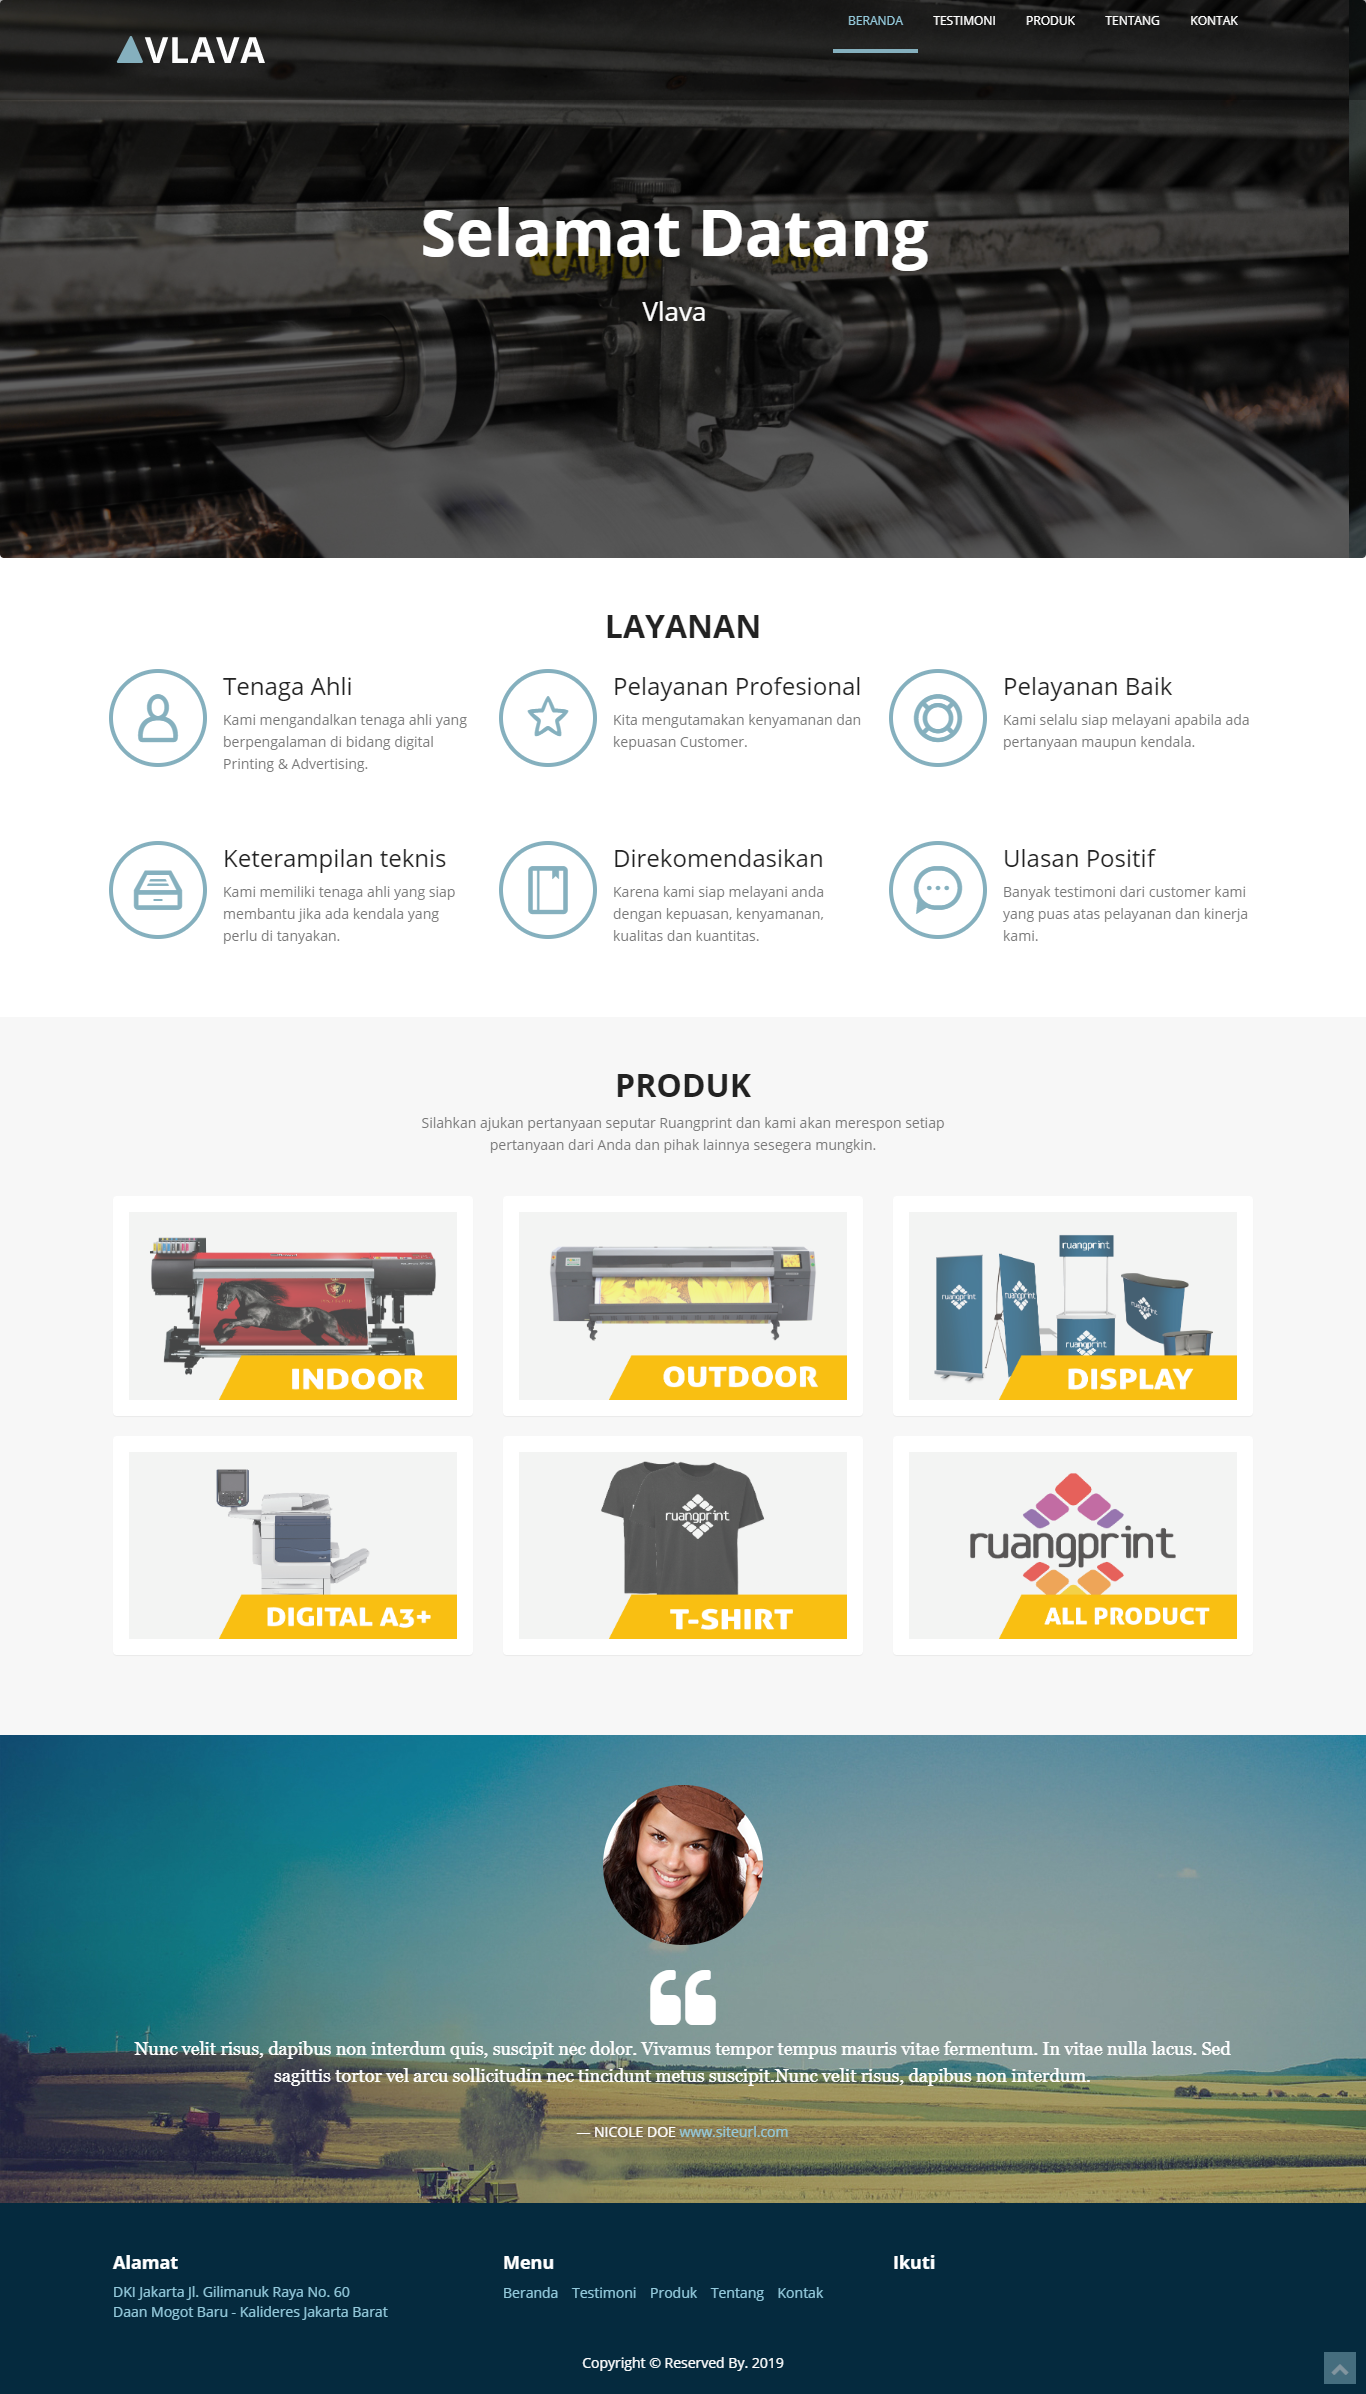 VLAVA
BERANDA TESTIMONI PRODUK TENTANG KONTAK
Selamat Datang
Vlava
LAYANAN
Tenaga Ahli
Kami mengandalkan tenaga ahli yang
berpengalaman di bidang digital
Printing & Advertising.
Pelayanan Profesional
Kita mengutamakan kenyamanan dan
kepuasan Customer.
Pelayanan Baik
Kami selalu siap melayani apabila ada
pertanyaan maupun kendala.
Keterampilan teknis
Kami memiliki tenaga ahli yang siap
membantu jika ada kendala yang
perlu di tanyakan.
Direkomendasikan
Karena kami siap melayani anda
dengan kepuasan, kenyamanan,
kualitas dan kuantitas.
Ulasan Positif
Banyak testimoni dari customer kami
yang puas atas pelayanan dan kinerja
kami.
PRODUK
Silahkan ajukan pertanyaan seputar Ruangprint dan kami akan merespon setiap
pertanyaan dari Anda dan pihak lainnya sesegera mungkin.
INDOOR
OUTDOOR
ruangprint
ruangprint
ruangprint
ruangprint
ruangprint
DISPLAY
DIGITAL A3+
ruangprint
T-SHIRT
ruangprint
ALL PRODUCT
Nunc velit risus, dapibus non interdum quis, suscipit nec dolor. Vivamus tempor tempus mauris vitae fermentum. In vitae nulla lacus. Sed
sagittis tortor vel arcu sollicitudin nec tincidunt metus suscipit.Nunc velit risus, dapibus non interdum.
— NICOLE DOE www.siteurl.com
Alamat
DKI Jakarta Jl. Gilimanuk Raya No. 60
Daan Mogot Baru - Kalideres Jakarta Barat
Menu
Beranda Testimoni Produk Tentang Kontak
Ikuti
Copyright © Reserved By. 2019